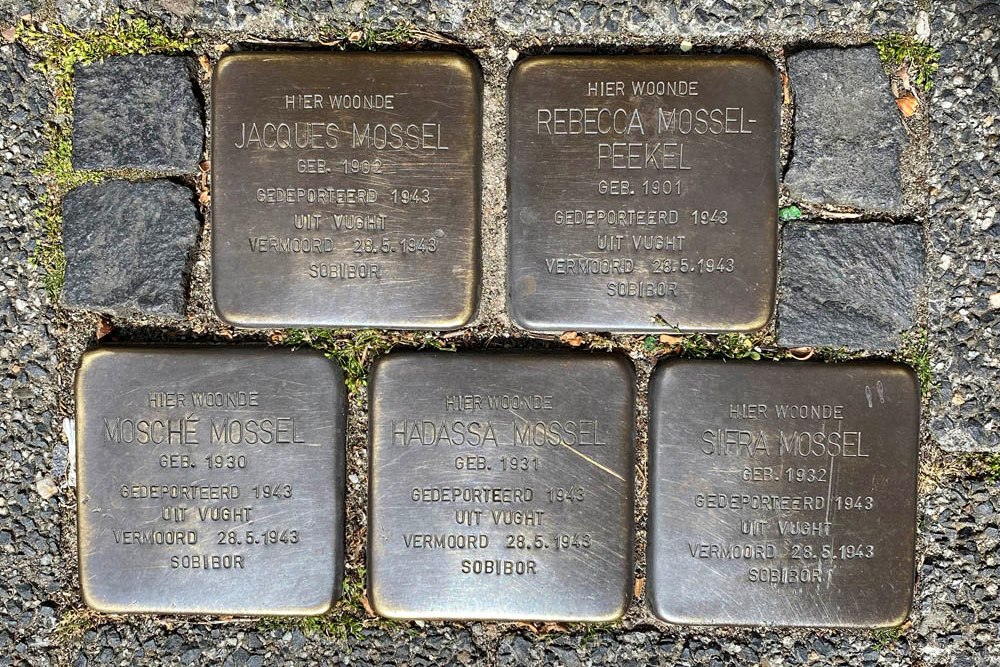 HIER WOONDE
JACQUES MOSSEL
GEB. 1902
GEDEPORTEERD 1943
UIT VUGHT
VERMOORD 28.5.1943
SOBIBOR
HIER WOONDE
REBECCA MOSSEL-
PEEKEL
GEB. 1901
GEDEPORTEERD 1943
UIT VUGHT
VERMOORD 28.5.1943
SOBIBOR
HIER WOONDE
MOSCHÉ MOSSEL
GEB. 1930
GEDEPORTEERD 1943
UIT VUGHT
VERMOORD 28.5.1943
SOBIBOR
HIER WOONDE
HADASSA MOSSEL
GEB. 1931
GEDEPORTEERD 1943
UIT VUGHT
VERMOORD 28.5.1943
SOBIBOR
HIER WOONDE
SIFRA MOSSEL
GEB. 1932
GEDEPORTEERD 1943
UIT VUGHT
VERMOORD 28.5.1943
SOBIBOR